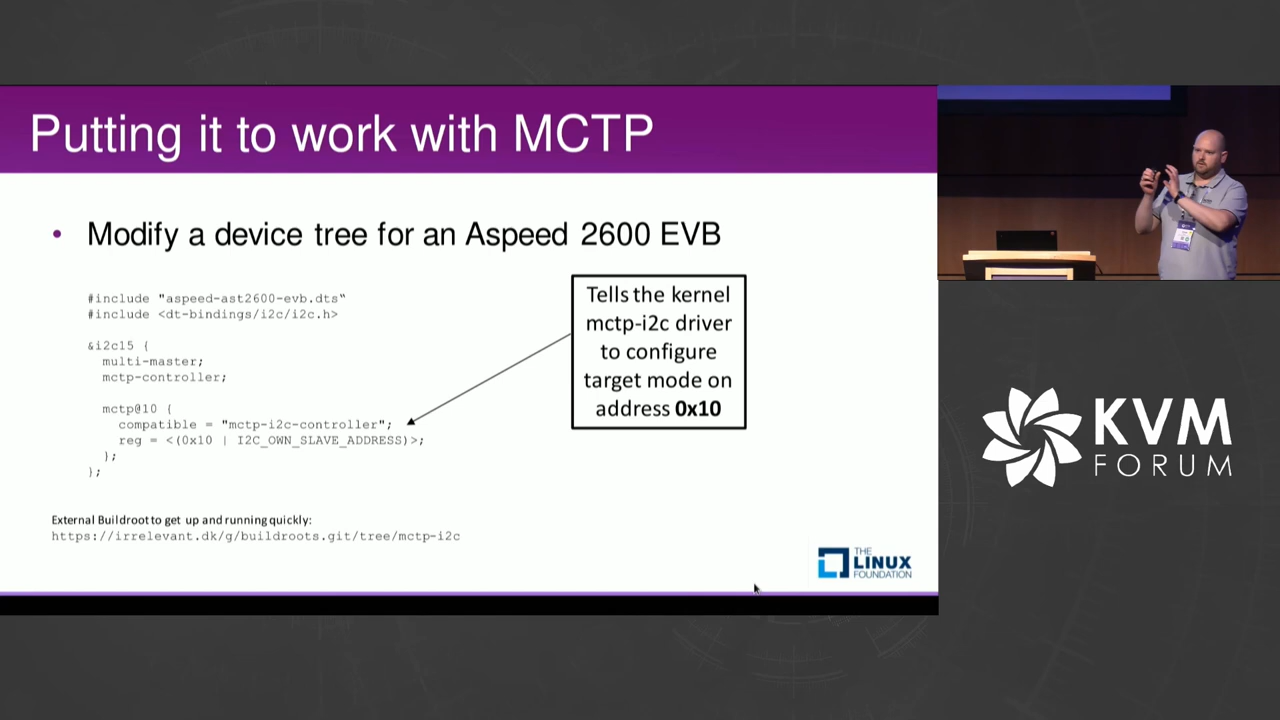 Putting it to work with MCTP
• Modify a device tree for an Aspeed 2600 EVB
#include "aspeed-ast2600-evb.dts“
#include <dt-bindings/i2c/i2c.h>
&i2c15 {
multi-master;
mctp-controller;
mctp@10 {
compatible = "mctp-i2c-controller";
reg = <(0x10 | I2C_OWN_SLAVE_ADDRESS)>;
};
};
Tells the kernel
mctp-i2c driver
to configure
target mode on
address 0x10
External Buildroot to get up and running quickly:
https://irrelevant.dk/g/buildroots.git/tree/mctp-i2c
THE
LINUX
FOUNDATION
KVM
FORUM